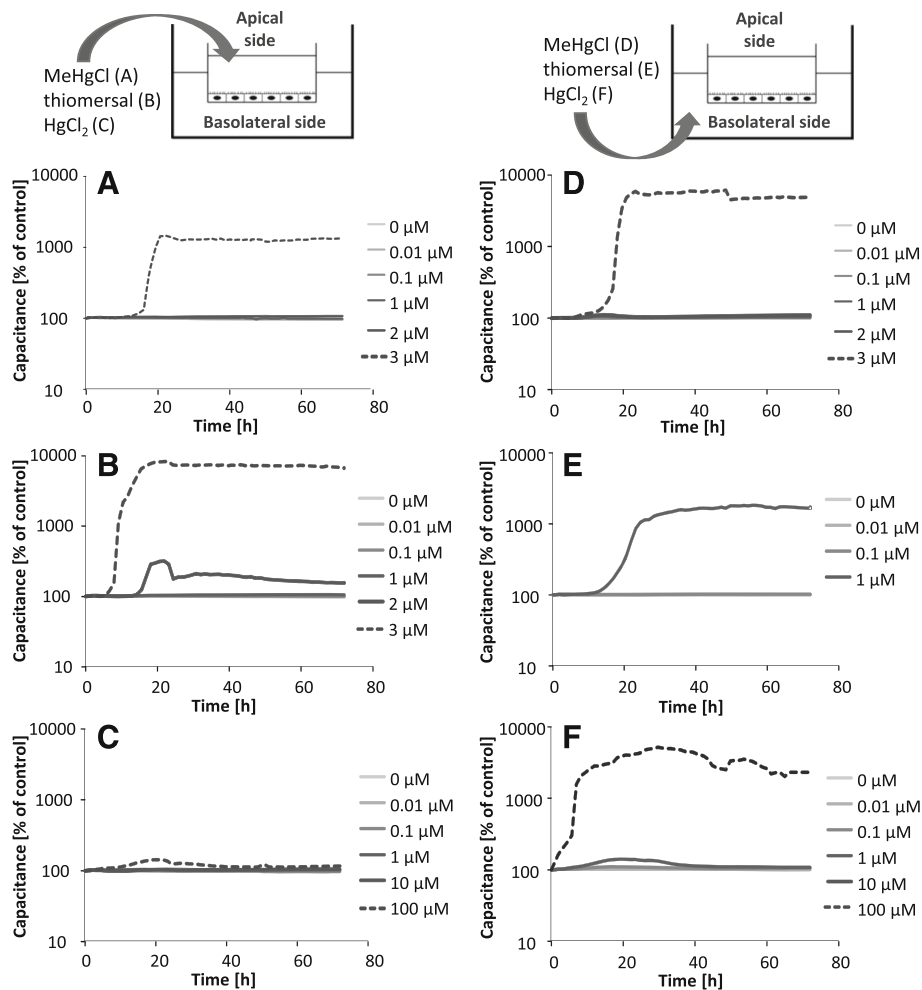 Apical
side
MeHgCl (A)
thiomersal (B)
HgCl2 (C)
Basolateral side
Apical
side
MeHgCl (D)
thiomersal (E)
HgCl2 (F)
Basolateral side
A
Capacitance [% of control]
10000
1000
100
10
0
20
40
60
80
Time [h]
0 µM
0.01 µM
0.1 µM
1 µM
2 µM
3 µM
D
Capacitance [% of control]
10000
1000
100
10
0
20
40
60
80
Time [h]
0 µM
0.01 µM
0.1 µM
1 µM
2 µM
3 µM
B
Capacitance [% of control]
10000
1000
100
10
0
20
40
60
80
Time [h]
0 µM
0.01 µM
0.1 µM
1 µM
2 µM
3 µM
E
Capacitance [% of control]
10000
1000
100
10
0
20
40
60
80
Time [h]
0 µM
0.01 µM
0.1 µM
1 µM
C
Capacitance [% of control]
10000
1000
100
10
0
20
40
60
80
Time [h]
0 µM
0.01 µM
0.1 µM
1 µM
10 µM
100 µM
F
Capacitance [% of control]
10000
1000
100
10
0
20
40
60
80
Time [h]
0 µM
0.01 µM
0.1 µM
1 µM
10 µM
100 µM